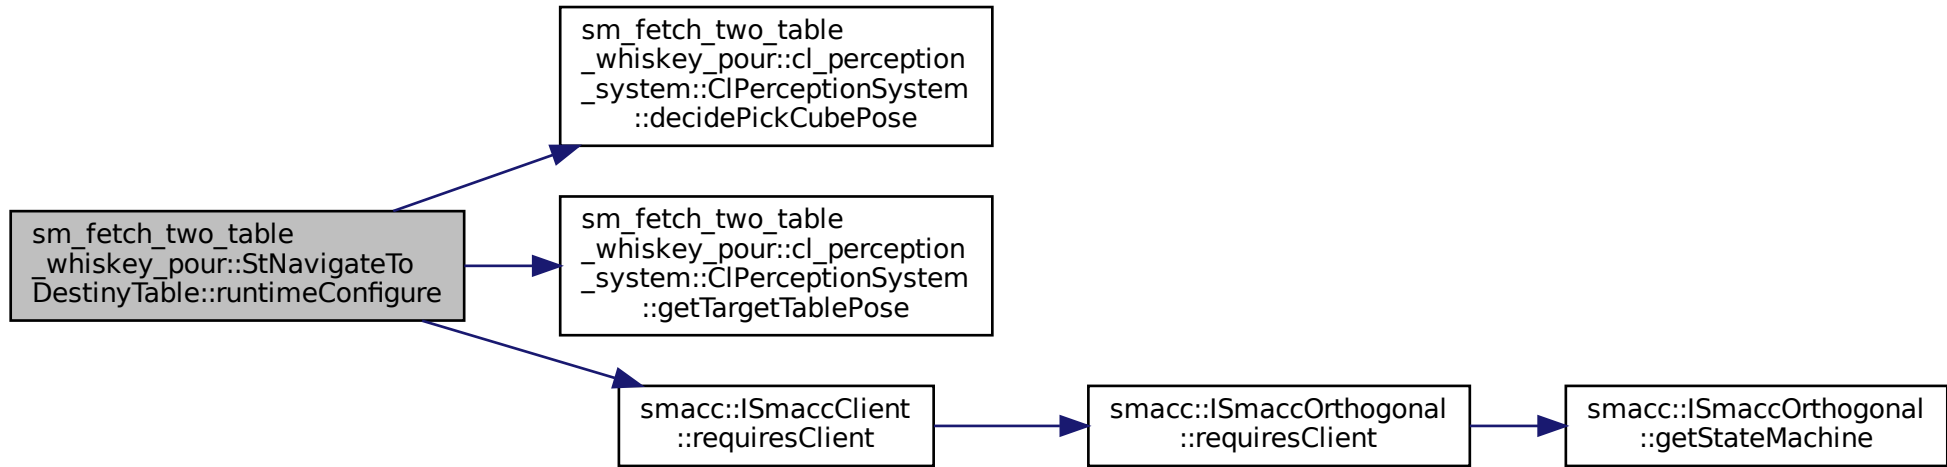 sm_fetch_two_table
_whiskey_pour::cl_perception
_system::ClPerceptionSystem
::decidePickCubePose
sm_fetch_two_table
_whiskey_pour::StNavigateTo
DestinyTable::runtimeConfigure
sm_fetch_two_table
_whiskey_pour::cl_perception
_system::ClPerceptionSystem
::getTargetTablePose
smacc::ISmaccClient
::requiresClient
smacc::ISmaccOrthogonal
::requiresClient
smacc::ISmaccOrthogonal
::getStateMachine